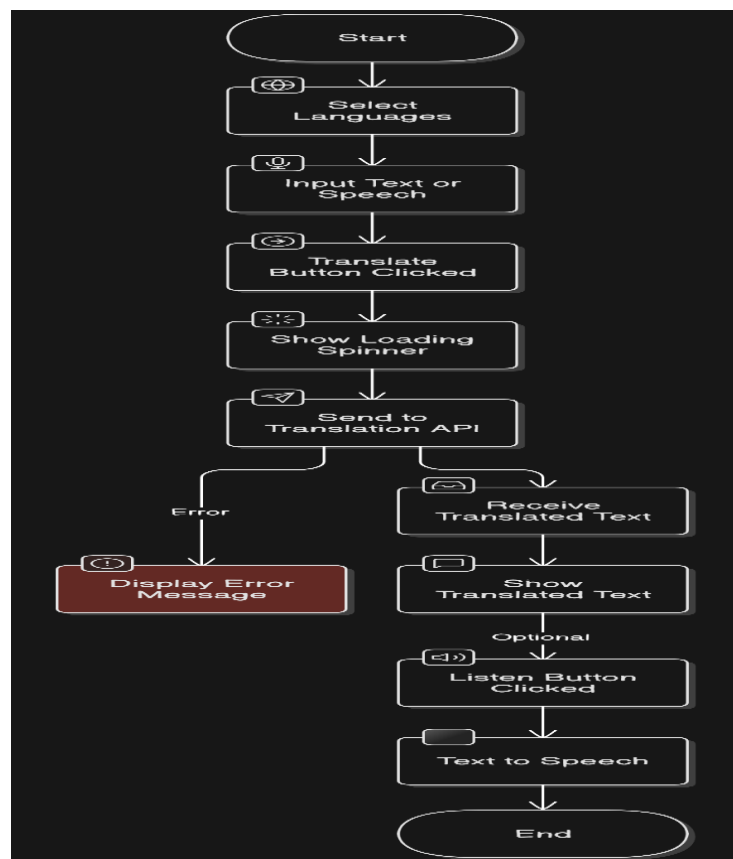 Start
Select
Languages
Input Text or
Speech
Translate
Button Clicked
Show Loading
Spinner
Send to
Translation API
Error
Display Error
Message
Receive
Translated Text
Show
Translated Text
Optional
Listen Button
Clicked
Text to Speech
End